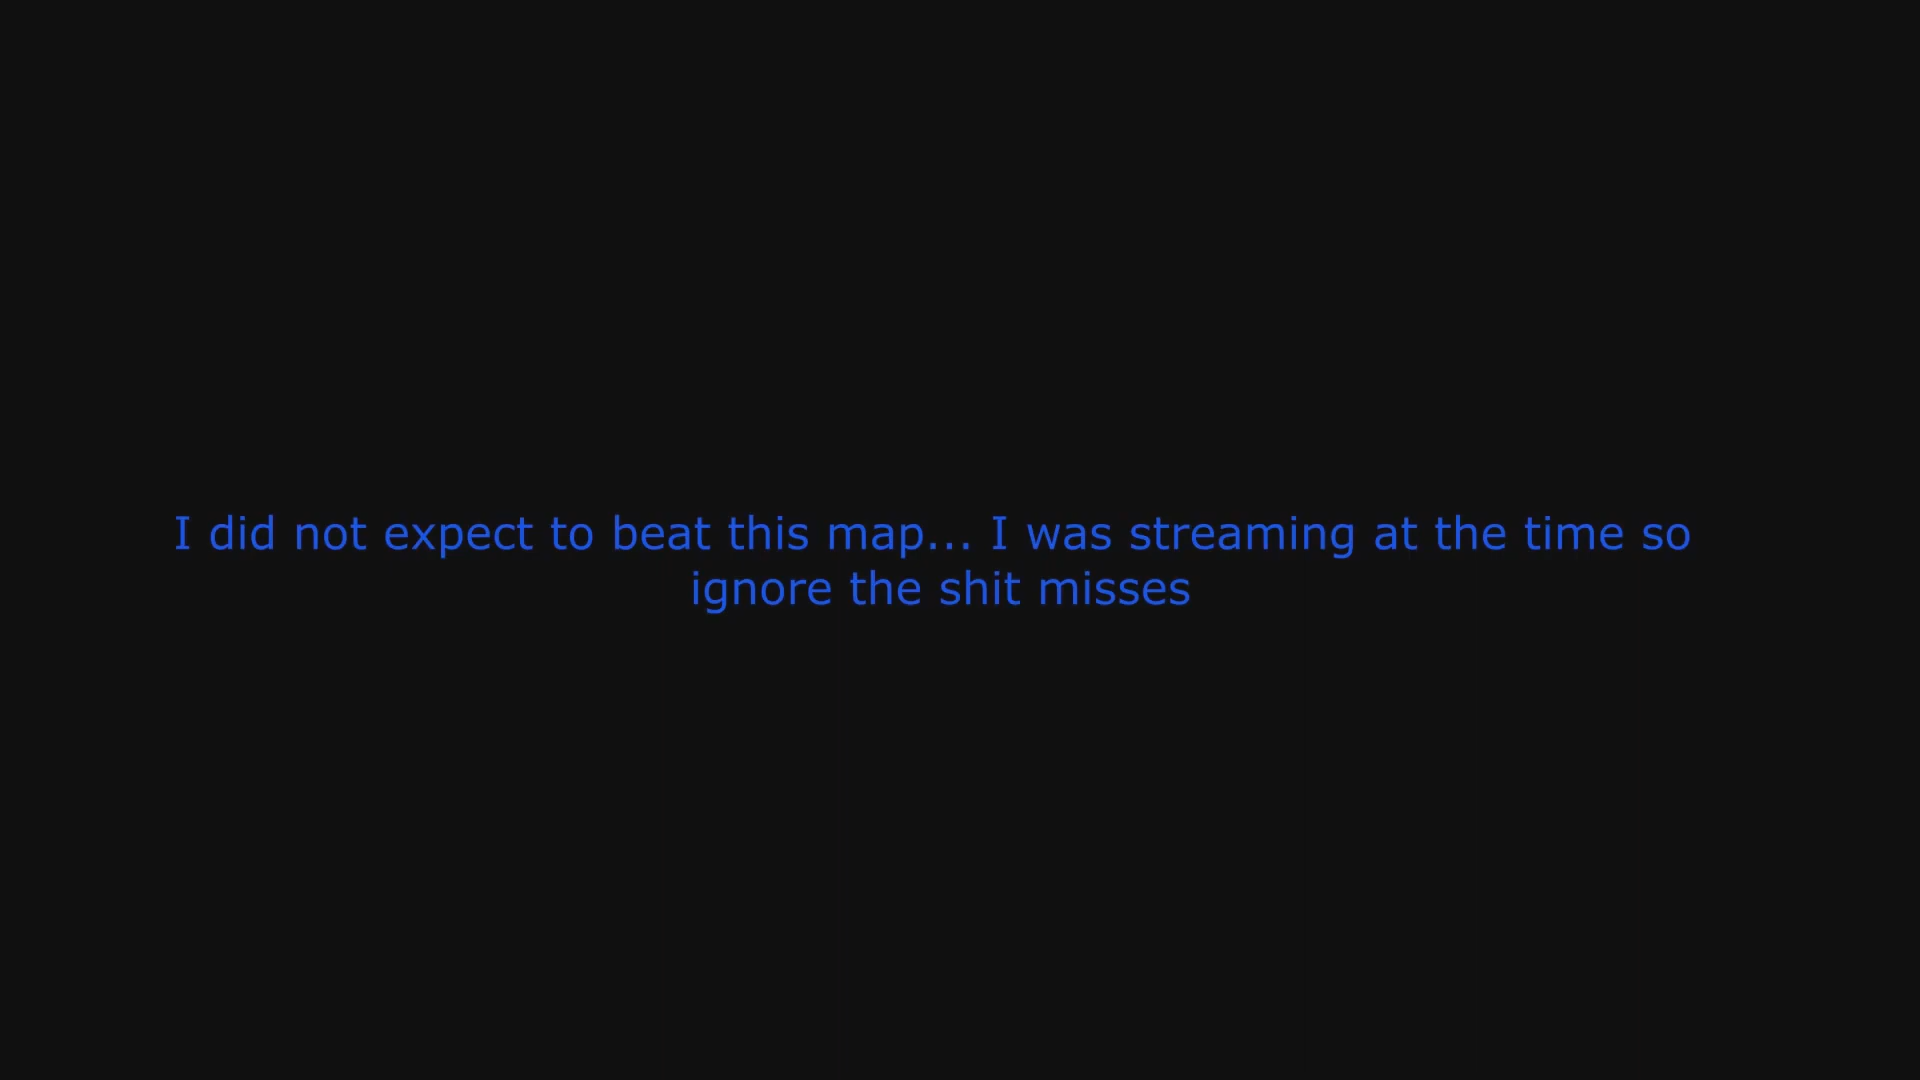 I did not expect to beat this map... I was streaming at the time so
ignore the shit misses